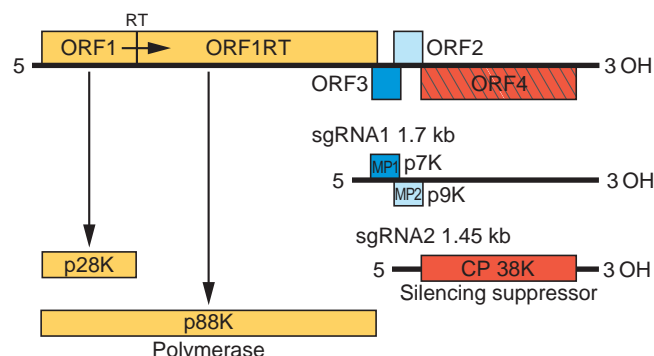 RT
ORF1 → ORF1RT
ORF2
5
3 OH
ORF3
ORF4
sgRNA1 1.7 kb
MP1 p7K
5
3 OH
MP2 p9K
sgRNA2 1.45 kb
p28K
5
CP 38K
3 OH
Silencing suppressor
p88K
Polymerase